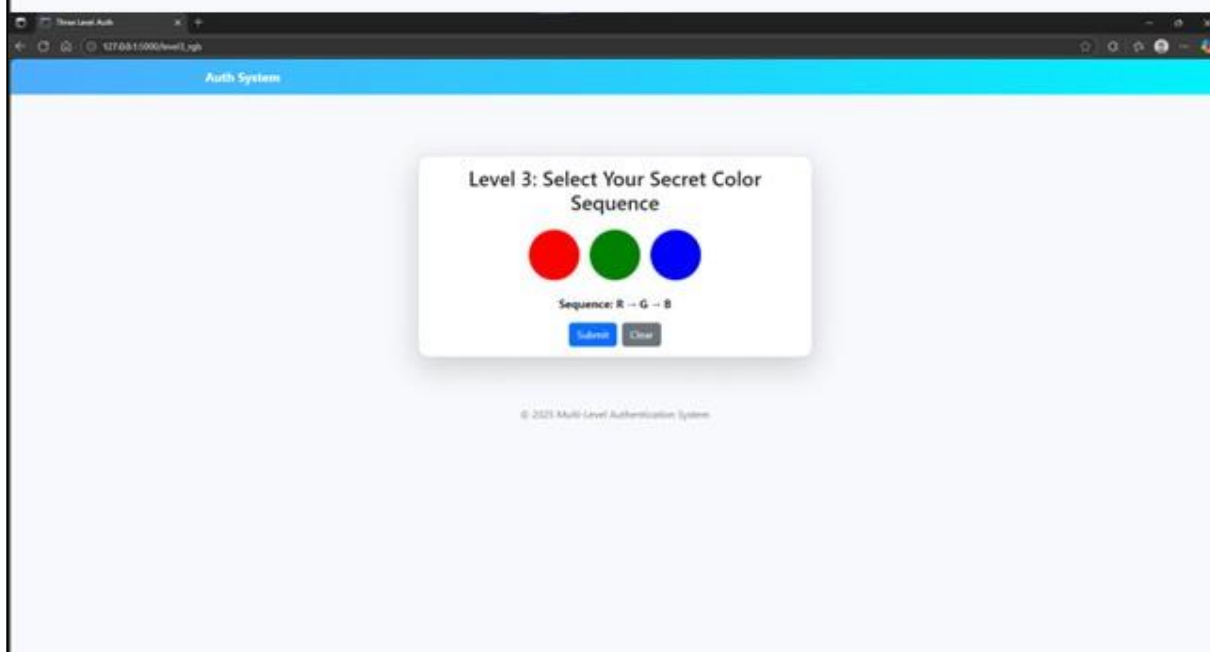 Three Level Auth
127.0.0.1:5000/level3_rgb
Auth System
Level 3: Select Your Secret Color
Sequence
Sequence: R → G → B
Submit Clear
© 2025 Multi-Level Authentication System